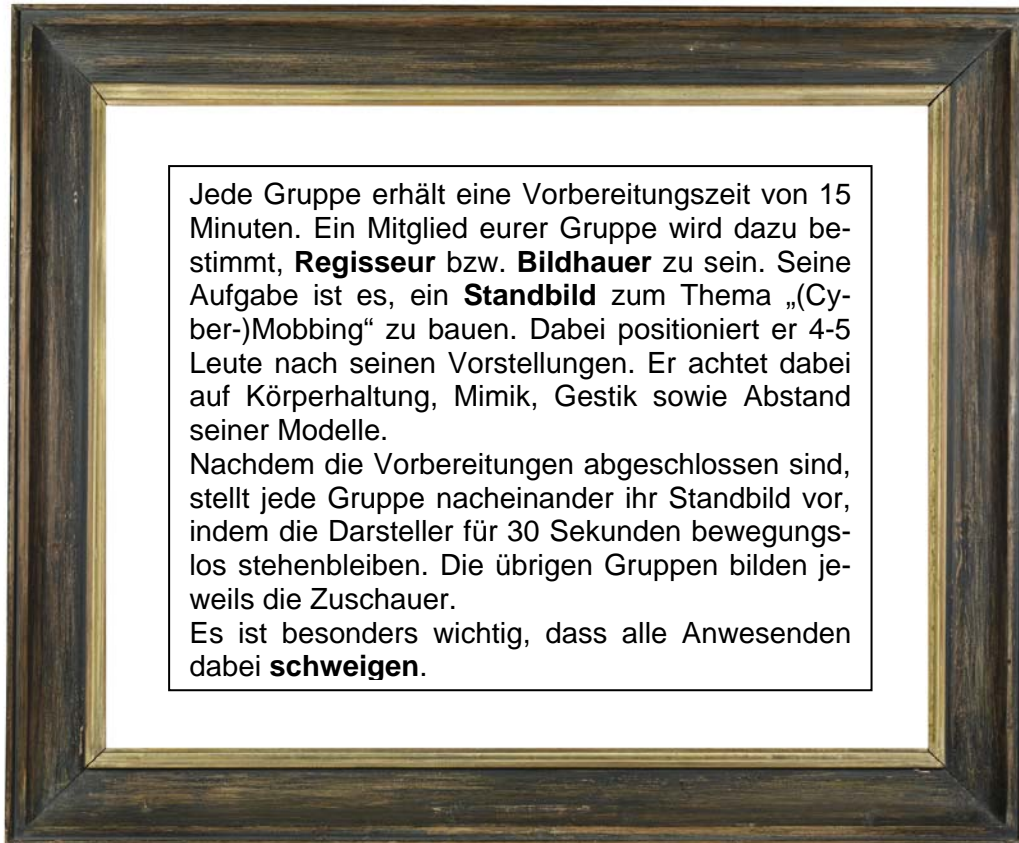 Jede Gruppe erhält eine Vorbereitungszeit von 15
Minuten. Ein Mitglied eurer Gruppe wird dazu be-
stimmt, Regisseur bzw. Bildhauer zu sein. Seine
Aufgabe ist es, ein Standbild zum Thema „(Cy-
ber-)Mobbing“ zu bauen. Dabei positioniert er 4-5
Leute nach seinen Vorstellungen. Er achtet dabei
auf Körperhaltung, Mimik, Gestik sowie Abstand
seiner Modelle.
Nachdem die Vorbereitungen abgeschlossen sind,
stellt jede Gruppe nacheinander ihr Standbild vor,
indem die Darsteller für 30 Sekunden bewegungs-
los stehenbleiben. Die übrigen Gruppen bilden je-
weils die Zuschauer.
Es ist besonders wichtig, dass alle Anwesenden
dabei schweigen.